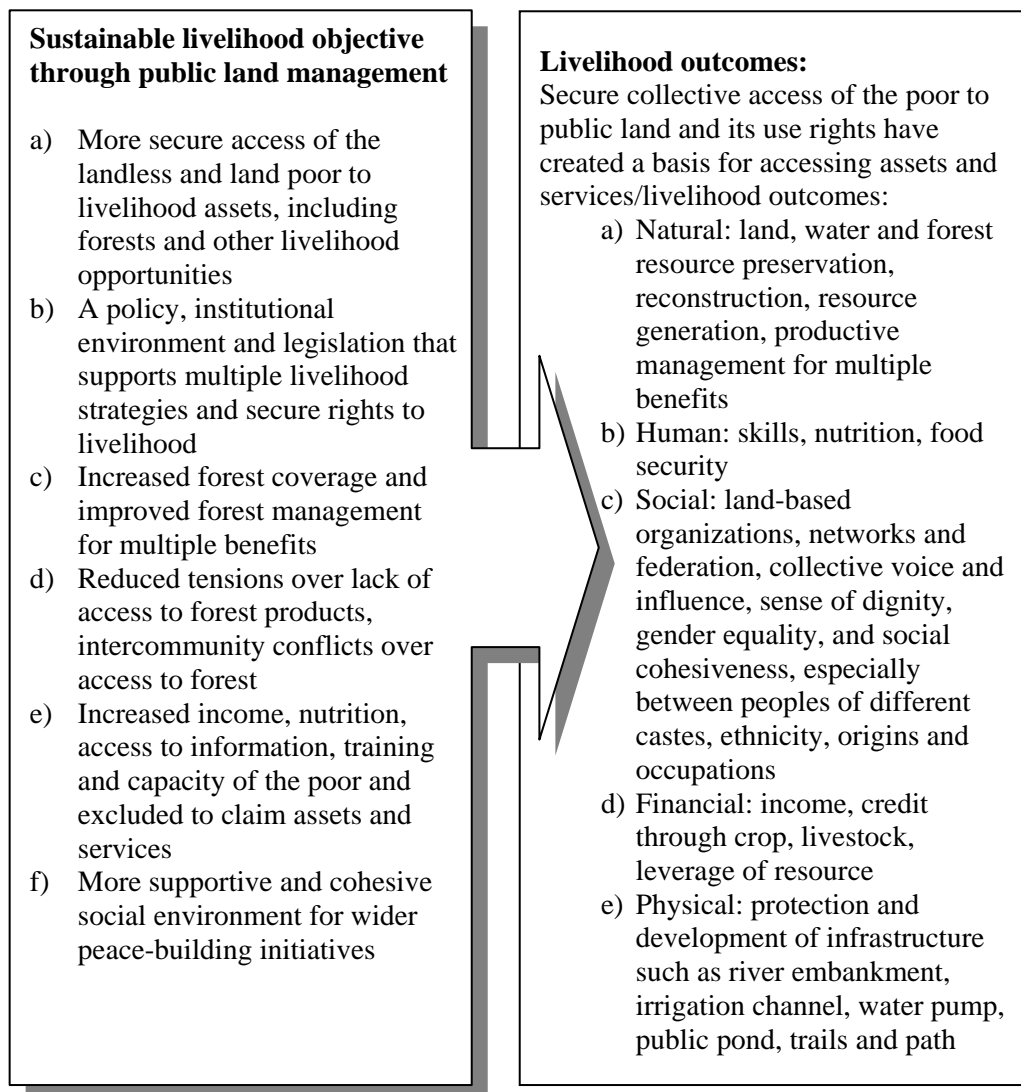 Sustainable livelihood objective
through public land management
a) More secure access of the
landless and land poor to
livelihood assets, including
forests and other livelihood
opportunities
b) A policy, institutional
environment and legislation that
supports multiple livelihood
strategies and secure rights to
livelihood
c) Increased forest coverage and
improved forest management
for multiple benefits
d) Reduced tensions over lack of
access to forest products,
intercommunity conflicts over
access to forest
e) Increased income, nutrition,
access to information, training
and capacity of the poor and
excluded to claim assets and
services
f) More supportive and cohesive
social environment for wider
peace-building initiatives
Livelihood outcomes:
Secure collective access of the poor to
public land and its use rights have
created a basis for accessing assets and
services/livelihood outcomes:
a) Natural: land, water and forest
resource preservation,
reconstruction, resource
generation, productive
management for multiple
benefits
b) Human: skills, nutrition, food
security
c) Social: land-based
organizations, networks and
federation, collective voice and
influence, sense of dignity,
gender equality, and social
cohesiveness, especially
between peoples of different
castes, ethnicity, origins and
occupations
d) Financial: income, credit
through crop, livestock,
leverage of resource
e) Physical: protection and
development of infrastructure
such as river embankment,
irrigation channel, water pump,
public pond, trails and path